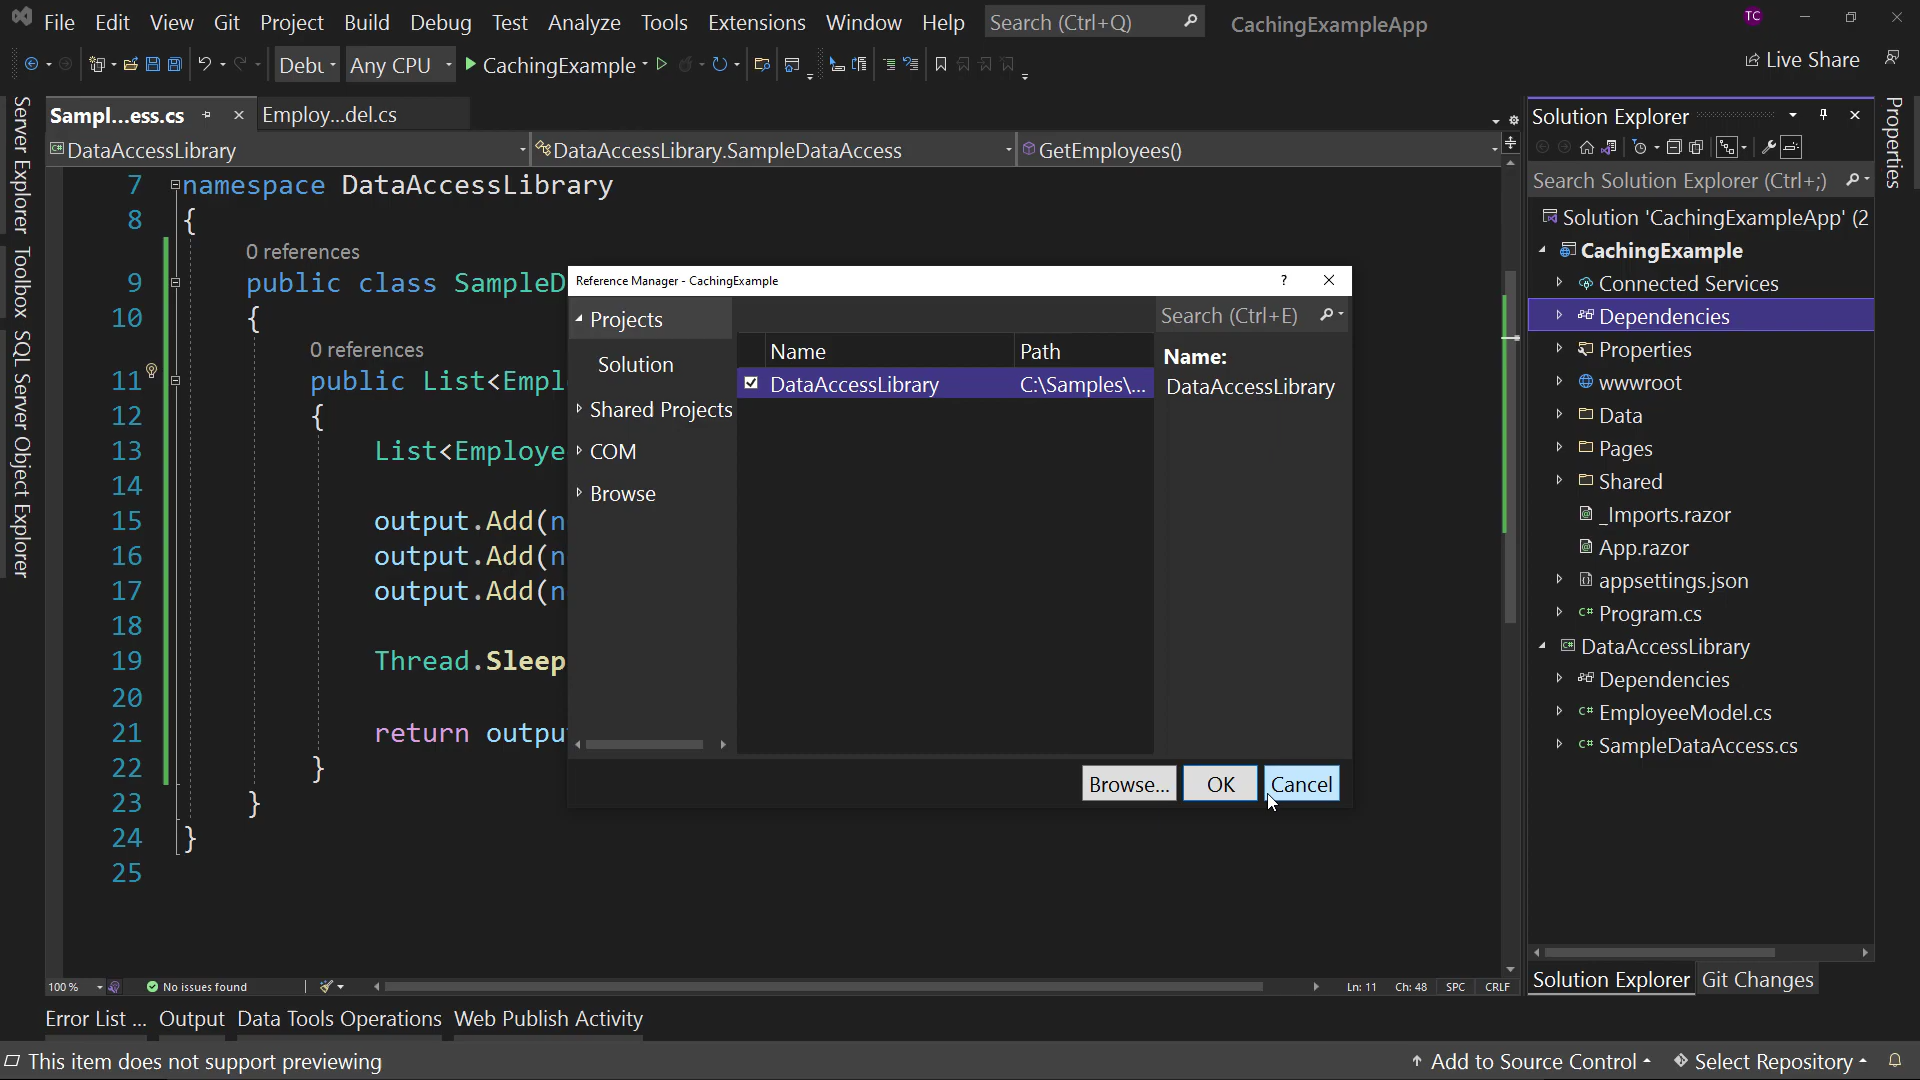 File Edit View Git Project Build Debug Test Analyze Tools Extensions Window Help Search (Ctrl+Q) CachingExampleApp TC
Debu Any CPU CachingExample Live Share
Server Explorer
Toolbox
SQL Server Object Explorer
Sampl...ess.cs Employ...del.cs
DataAccessLibrary DataAccessLibrary.SampleDataAccess GetEmployees()
7 namespace DataAccessLibrary
8 {
0 references
9 public class SampleD
10 {
0 references
11 public List<Empl
12 {
13 List<Employe
14
15 output.Add(n
16 output.Add(n
17 output.Add(n
18
19 Thread.Sleep
20
21 return outpu
22 }
23 }
24 }
25
Reference Manager - CachingExample ?
Projects
Solution
Shared Projects
COM
Browse
Search (Ctrl+E)
Name Path
DataAccessLibrary C:\Samples\...
Name:
DataAccessLibrary
Browse... OK Cancel
Solution Explorer
Search Solution Explorer (Ctrl+;)
Solution 'CachingExampleApp' (2
CachingExample
Connected Services
Dependencies
Properties
wwwroot
Data
Pages
Shared
_Imports.razor
App.razor
appsettings.json
C# Program.cs
C# DataAccessLibrary
Dependencies
C# EmployeeModel.cs
C# SampleDataAccess.cs
Solution Explorer Git Changes
Properties
100 % No issues found Ln: 11 Ch: 48 SPC CRLF
Error List ... Output Data Tools Operations Web Publish Activity
This item does not support previewing Add to Source Control Select Repository